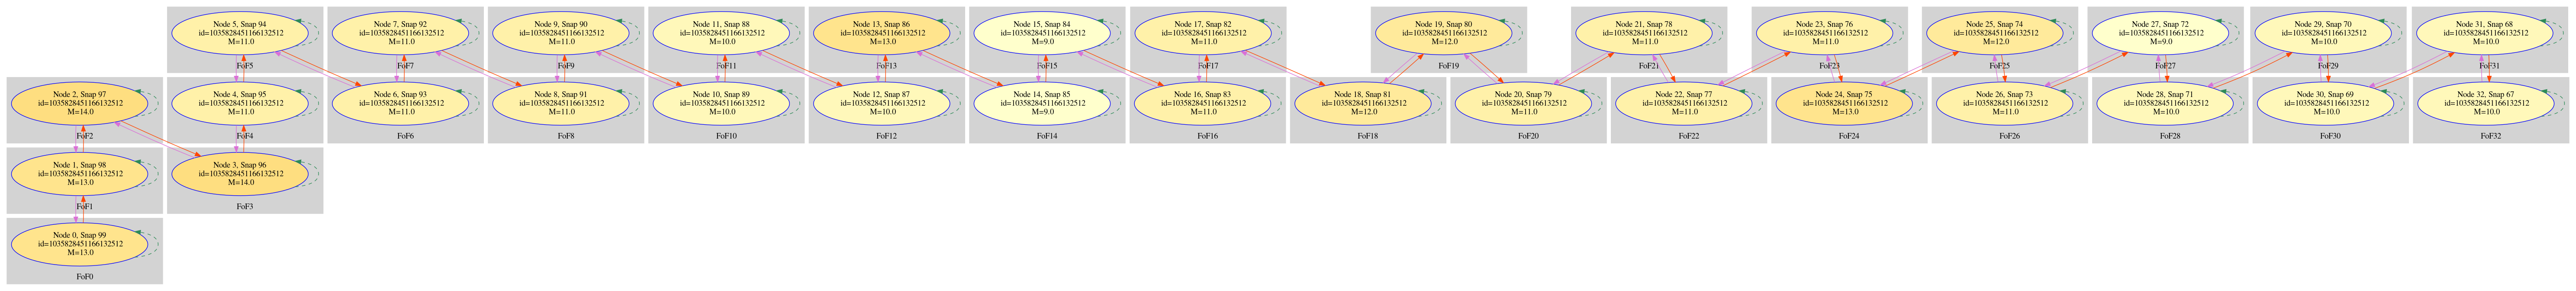 Node 5, Snap 94
id=1035828451166132512
M=11.0
FoF5
Node 7, Snap 92
id=1035828451166132512
M=11.0
FoF7
Node 9, Snap 90
id=1035828451166132512
M=11.0
FoF9
Node 11, Snap 88
id=1035828451166132512
M=10.0
FoF11
Node 13, Snap 86
id=1035828451166132512
M=13.0
FoF13
Node 15, Snap 84
id=1035828451166132512
M=9.0
FoF15
Node 17, Snap 82
id=1035828451166132512
M=11.0
FoF17
Node 19, Snap 80
id=1035828451166132512
M=12.0
FoF19
Node 21, Snap 78
id=1035828451166132512
M=11.0
FoF21
Node 23, Snap 76
id=1035828451166132512
M=11.0
FoF23
Node 25, Snap 74
id=1035828451166132512
M=12.0
FoF25
Node 27, Snap 72
id=1035828451166132512
M=9.0
FoF27
Node 29, Snap 70
id=1035828451166132512
M=10.0
FoF29
Node 31, Snap 68
id=1035828451166132512
M=10.0
FoF31
Node 2, Snap 97
id=1035828451166132512
M=14.0
FoF2
Node 4, Snap 95
id=1035828451166132512
M=11.0
FoF4
Node 6, Snap 93
id=1035828451166132512
M=11.0
FoF6
Node 8, Snap 91
id=1035828451166132512
M=11.0
FoF8
Node 10, Snap 89
id=1035828451166132512
M=10.0
FoF10
Node 12, Snap 87
id=1035828451166132512
M=10.0
FoF12
Node 14, Snap 85
id=1035828451166132512
M=9.0
FoF14
Node 16, Snap 83
id=1035828451166132512
M=11.0
FoF16
Node 18, Snap 81
id=1035828451166132512
M=12.0
FoF18
Node 20, Snap 79
id=1035828451166132512
M=11.0
FoF20
Node 22, Snap 77
id=1035828451166132512
M=11.0
FoF22
Node 24, Snap 75
id=1035828451166132512
M=13.0
FoF24
Node 26, Snap 73
id=1035828451166132512
M=11.0
FoF26
Node 28, Snap 71
id=1035828451166132512
M=10.0
FoF28
Node 30, Snap 69
id=1035828451166132512
M=10.0
FoF30
Node 32, Snap 67
id=1035828451166132512
M=10.0
FoF32
Node 1, Snap 98
id=1035828451166132512
M=13.0
FoF1
Node 3, Snap 96
id=1035828451166132512
M=14.0
FoF3
Node 0, Snap 99
id=1035828451166132512
M=13.0
FoF0